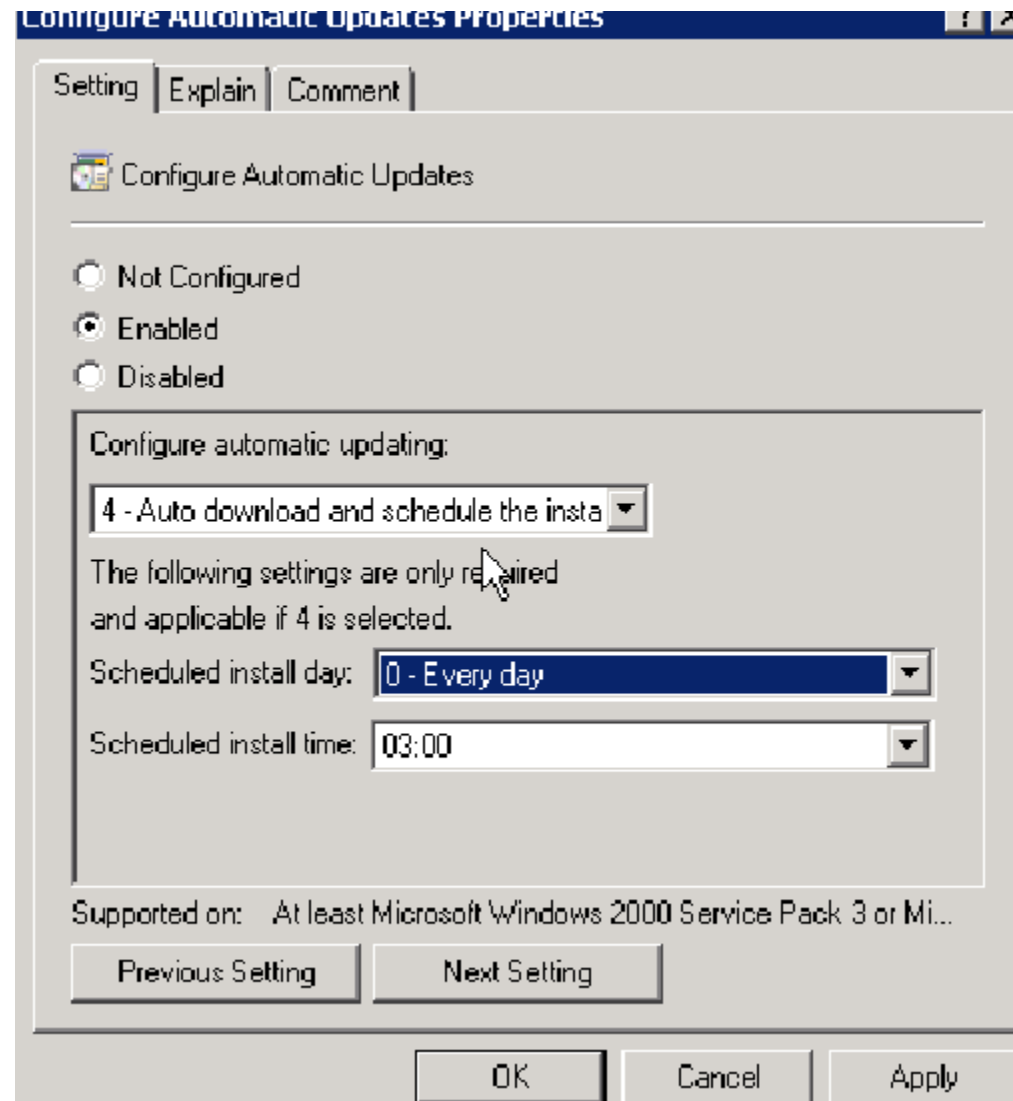 Configure Automatic Updates Properties
Setting Explain Comment
Configure Automatic Updates
Not Configured
Enabled
Disabled
Configure automatic updating:
4 - Auto download and schedule the insta
The following settings are only required
and applicable if 4 is selected.
Scheduled install day: 0 - Every day
Scheduled install time: 03:00
Supported on: At least Microsoft Windows 2000 Service Pack 3 or Mi...
Previous Setting Next Setting
OK Cancel Apply